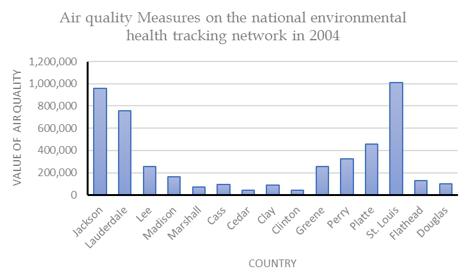 Air quality Measures on the national environmental
health tracking network in 2004
VALUE OF AIRQUALITY
1,200,000
1,000,000
800,000
600,000
400,000
200,000
0
Jackson
Lauderdale
Lee
Madison
Marshall
Cass
Cedar
Clay
Clinton
Greene
Perry
Platte
St. Louis
Flathead
Douglas
COUNTRY